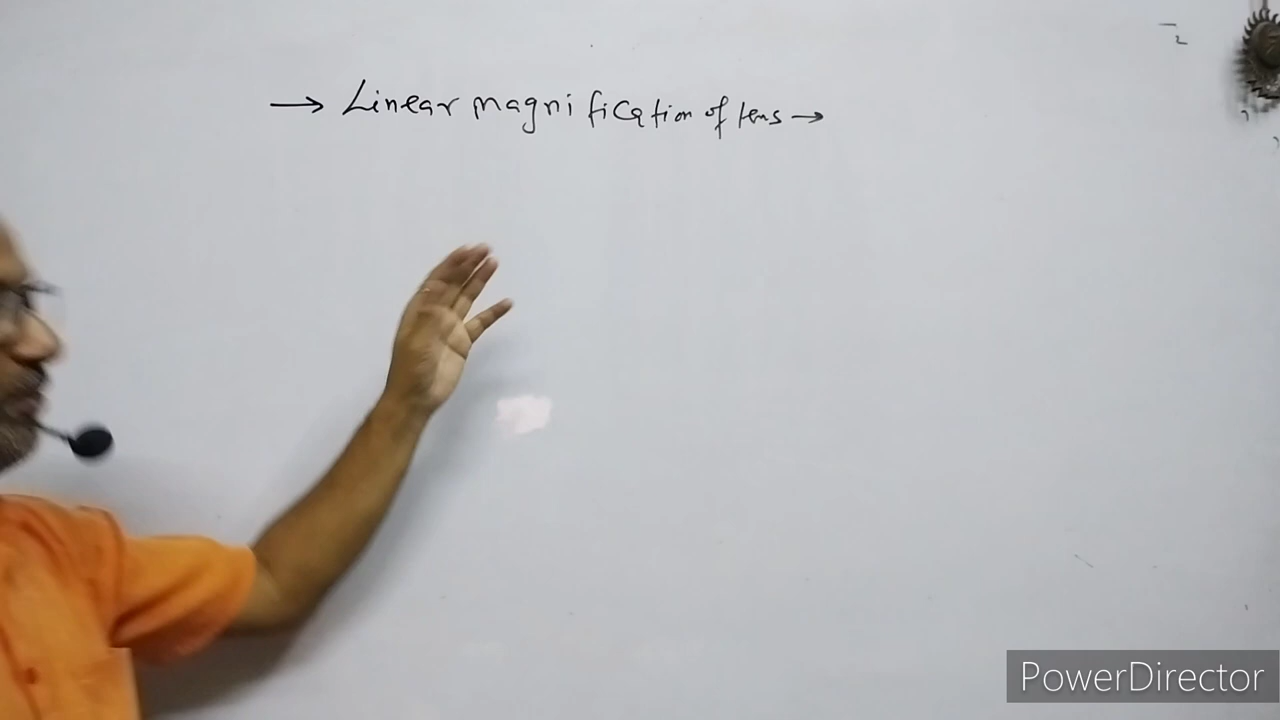 → Linear magnification of lens →
PowerDirector